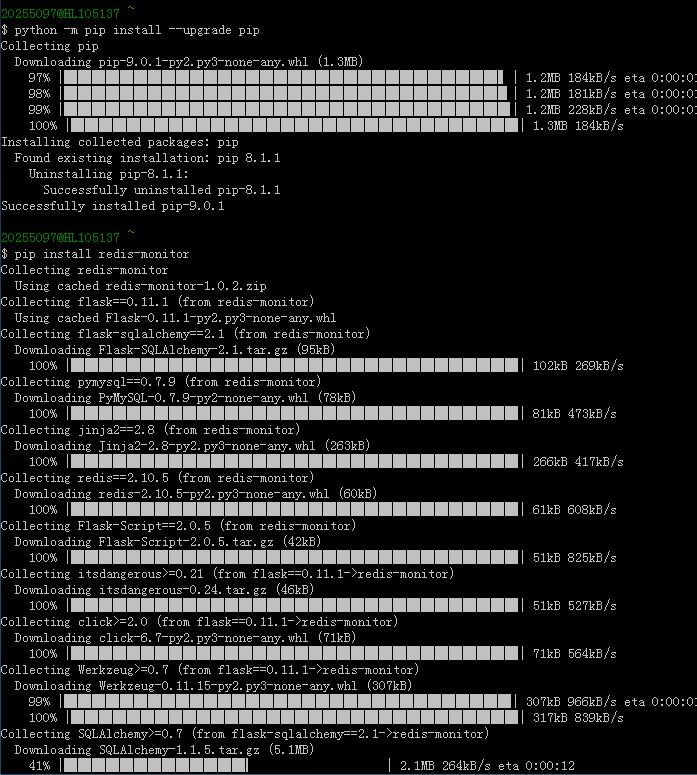 20255097@HL105137 ~
$ python -m pip install --upgrade pip
Collecting pip
  Downloading pip-9.0.1-py2.py3-none-any.whl (1.3MB)
    97% |████████████████████████████████| 1.2MB 184kB/s eta 0:00:01
    98% |████████████████████████████████| 1.2MB 181kB/s eta 0:00:01
    99% |████████████████████████████████| 1.2MB 228kB/s eta 0:00:01
    100% |████████████████████████████████| 1.3MB 184kB/s
Installing collected packages: pip
  Found existing installation: pip 8.1.1
    Uninstalling pip-8.1.1:
      Successfully uninstalled pip-8.1.1
Successfully installed pip-9.0.1
20255097@HL105137 ~
$ pip install redis-monitor
Collecting redis-monitor
  Using cached redis-monitor-1.0.2.zip
Collecting flask==0.11.1 (from redis-monitor)
  Using cached Flask-0.11.1-py2.py3-none-any.whl
Collecting flask-sqlalchemy==2.1 (from redis-monitor)
  Downloading Flask-SQLAlchemy-2.1.tar.gz (95kB)
    100% |████████████████████████████████| 102kB 269kB/s
Collecting pymysql==0.7.9 (from redis-monitor)
  Downloading PyMySQL-0.7.9-py2-none-any.whl (78kB)
    100% |████████████████████████████████| 81kB 473kB/s
Collecting jinja2==2.8 (from redis-monitor)
  Downloading Jinja2-2.8-py2.py3-none-any.whl (263kB)
    100% |████████████████████████████████| 266kB 417kB/s
Collecting redis==2.10.5 (from redis-monitor)
  Downloading redis-2.10.5-py2.py3-none-any.whl (60kB)
    100% |████████████████████████████████| 61kB 608kB/s
Collecting Flask-Script==2.0.5 (from redis-monitor)
  Downloading Flask-Script-2.0.5.tar.gz (42kB)
    100% |████████████████████████████████| 51kB 825kB/s
Collecting itsdangerous>=0.21 (from flask==0.11.1->redis-monitor)
  Downloading itsdangerous-0.24.tar.gz (46kB)
    100% |████████████████████████████████| 51kB 527kB/s
Collecting click>=2.0 (from flask==0.11.1->redis-monitor)
  Downloading click-6.7-py2.py3-none-any.whl (71kB)
    100% |████████████████████████████████| 71kB 564kB/s
Collecting Werkzeug>=0.7 (from flask==0.11.1->redis-monitor)
  Downloading Werkzeug-0.11.15-py2.py3-none-any.whl (307kB)
    99% |████████████████████████████████| 307kB 966kB/s eta 0:00:01
    100% |████████████████████████████████| 317kB 839kB/s
Collecting SQLAlchemy>=0.7 (from flask-sqlalchemy==2.1->redis-monitor)
  Downloading SQLAlchemy-1.1.5.tar.gz (5.1MB)
    41% |█████████████                   | 2.1MB 264kB/s eta 0:00:12